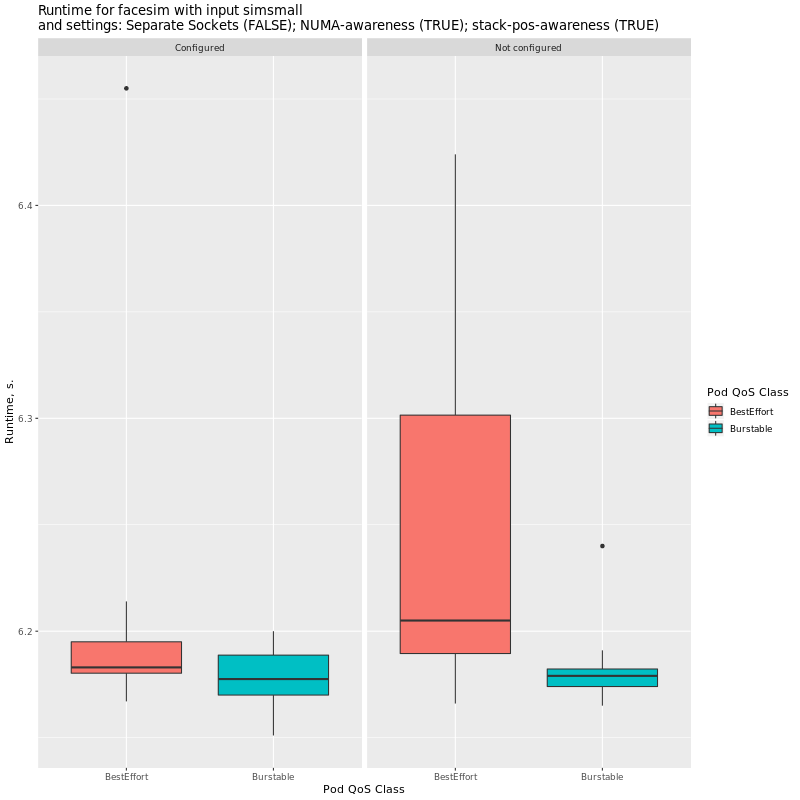 Runtime for facesim with input simsmall
and settings: Separate Sockets (FALSE); NUMA-awareness (TRUE); stack-pos-awareness (TRUE)
Configured
Not configured
6.4
6.3
6.2
Runtime, s.
BestEffort
Burstable
BestEffort
Burstable
Pod QoS Class
Pod QoS Class
BestEffort
Burstable